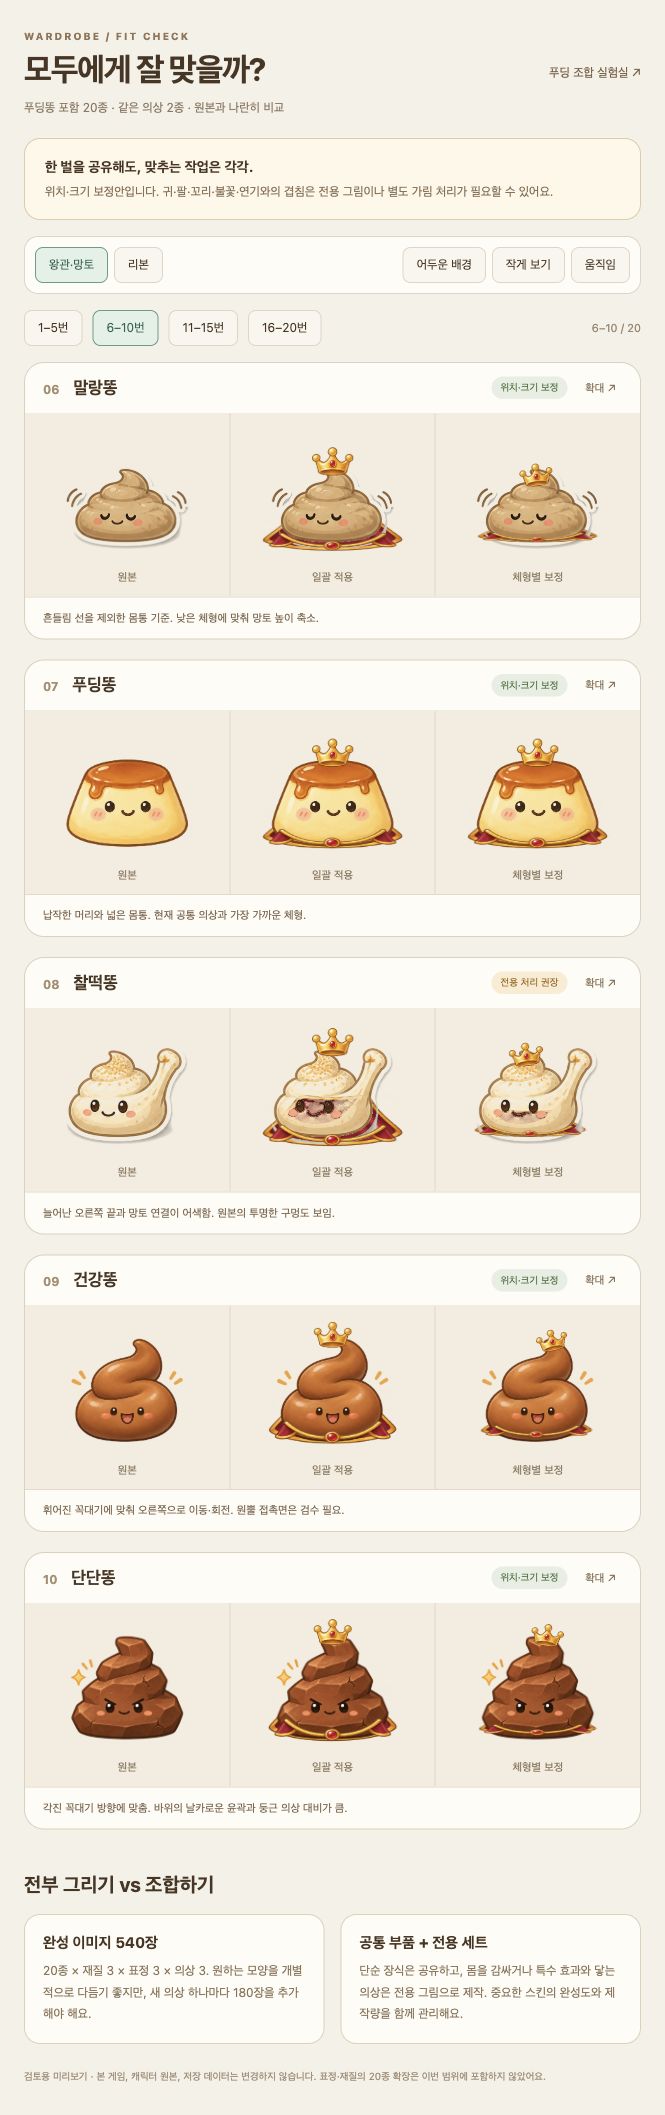 WARDROBE / FIT CHECK
모두에게 잘 맞을까?
푸딩 조합 실험실 ↗
푸딩똥 포함 20종 · 같은 의상 2종 · 원본과 나란히 비교
한 벌을 공유해도, 맞추는 작업은 각각.
위치·크기 보정안입니다. 귀·팔·꼬리·불꽃·연기와의 겹침은 전용 그림이나 별도 가림 처리가 필요할 수 있어요.
왕관·망토 리본 어두운 배경 작게 보기 움직임
1–5번 6–10번 11–15번 16–20번 6–10 / 20
06 말랑똥 위치·크기 보정 확대 ↗
원본 일괄 적용 체형별 보정
흔들림 선을 제외한 몸통 기준. 낮은 체형에 맞춰 망토 높이 축소.
07 푸딩똥 위치·크기 보정 확대 ↗
원본 일괄 적용 체형별 보정
납작한 머리와 넓은 몸통. 현재 공통 의상과 가장 가까운 체형.
08 찰떡똥 전용 처리 권장 확대 ↗
원본 일괄 적용 체형별 보정
늘어난 오른쪽 끝과 망토 연결이 어색함. 원본의 투명한 구멍도 보임.
09 건강똥 위치·크기 보정 확대 ↗
원본 일괄 적용 체형별 보정
휘어진 꼭대기에 맞춰 오른쪽으로 이동·회전. 원뿔 접촉면은 검수 필요.
10 단단똥 위치·크기 보정 확대 ↗
원본 일괄 적용 체형별 보정
각진 꼭대기 방향에 맞춤. 바위의 날카로운 윤곽과 둥근 의상 대비가 큼.
전부 그리기 vs 조합하기
완성 이미지 540장
20종 × 재질 3 × 표정 3 × 의상 3. 원하는 모양을 개별
적으로 다듬기 좋지만, 새 의상 하나마다 180장을 추가
해야 해요.
공통 부품 + 전용 세트
단순 장식은 공유하고, 몸을 감싸거나 특수 효과와 닿는
의상은 전용 그림으로 제작. 중요한 스킨의 완성도와 제
작량을 함께 관리해요.
검토용 미리보기 · 본 게임, 캐릭터 원본, 저장 데이터는 변경하지 않습니다. 표정·재질의 20종 확장은 이번 범위에 포함하지 않았어요.